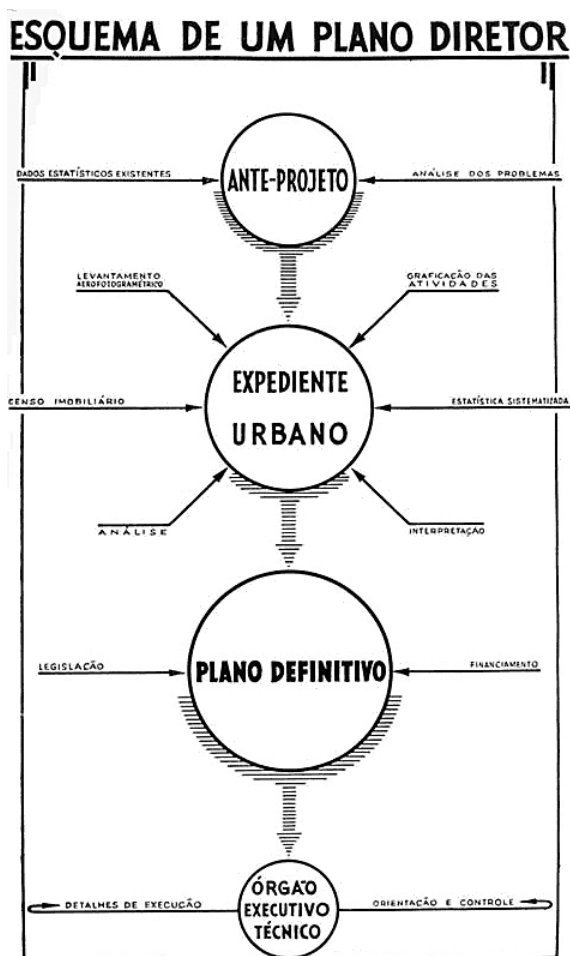 ESQUEMA DE UM PLANO DIRETOR
DADOS ESTATÍSTICOS EXISTENTES
ANTE-PROJETO
ANÁLISE DOS PROBLEMAS
LEVANTAMENTO
AEROFOTOGRAMÉTRICO
GRAFICAÇÃO DAS
ATIVIDADES
CENSO IMOBILIÁRIO
EXPEDIENTE
URBANO
ESTATÍSTICA SISTEMATIZADA
ANÁLISE
INTERPRETAÇÃO
LEGISLAÇÃO
PLANO DEFINITIVO
FINANCIAMENTO
DETALHES DE EXECUÇÃO
ÓRGÃO
EXECUTIVO
TÉCNICO
ORIENTAÇÃO E CONTROLE